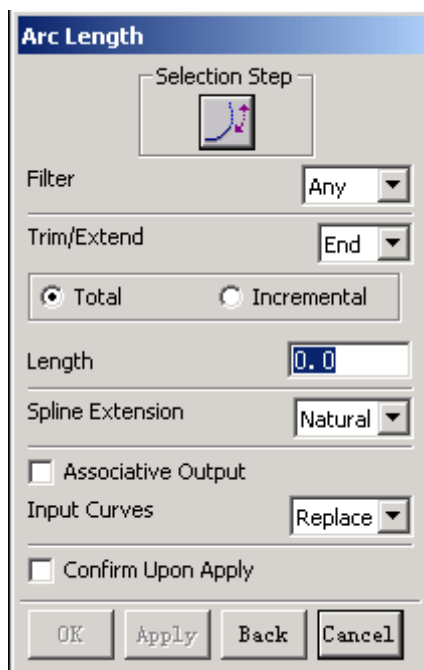 Arc Length
Selection Step
Filter Any
Trim/Extend End
Total Incremental
Length 0.0
Spline Extension Natural
Associative Output
Input Curves Replace
Confirm Upon Apply
OK Apply Back Cancel